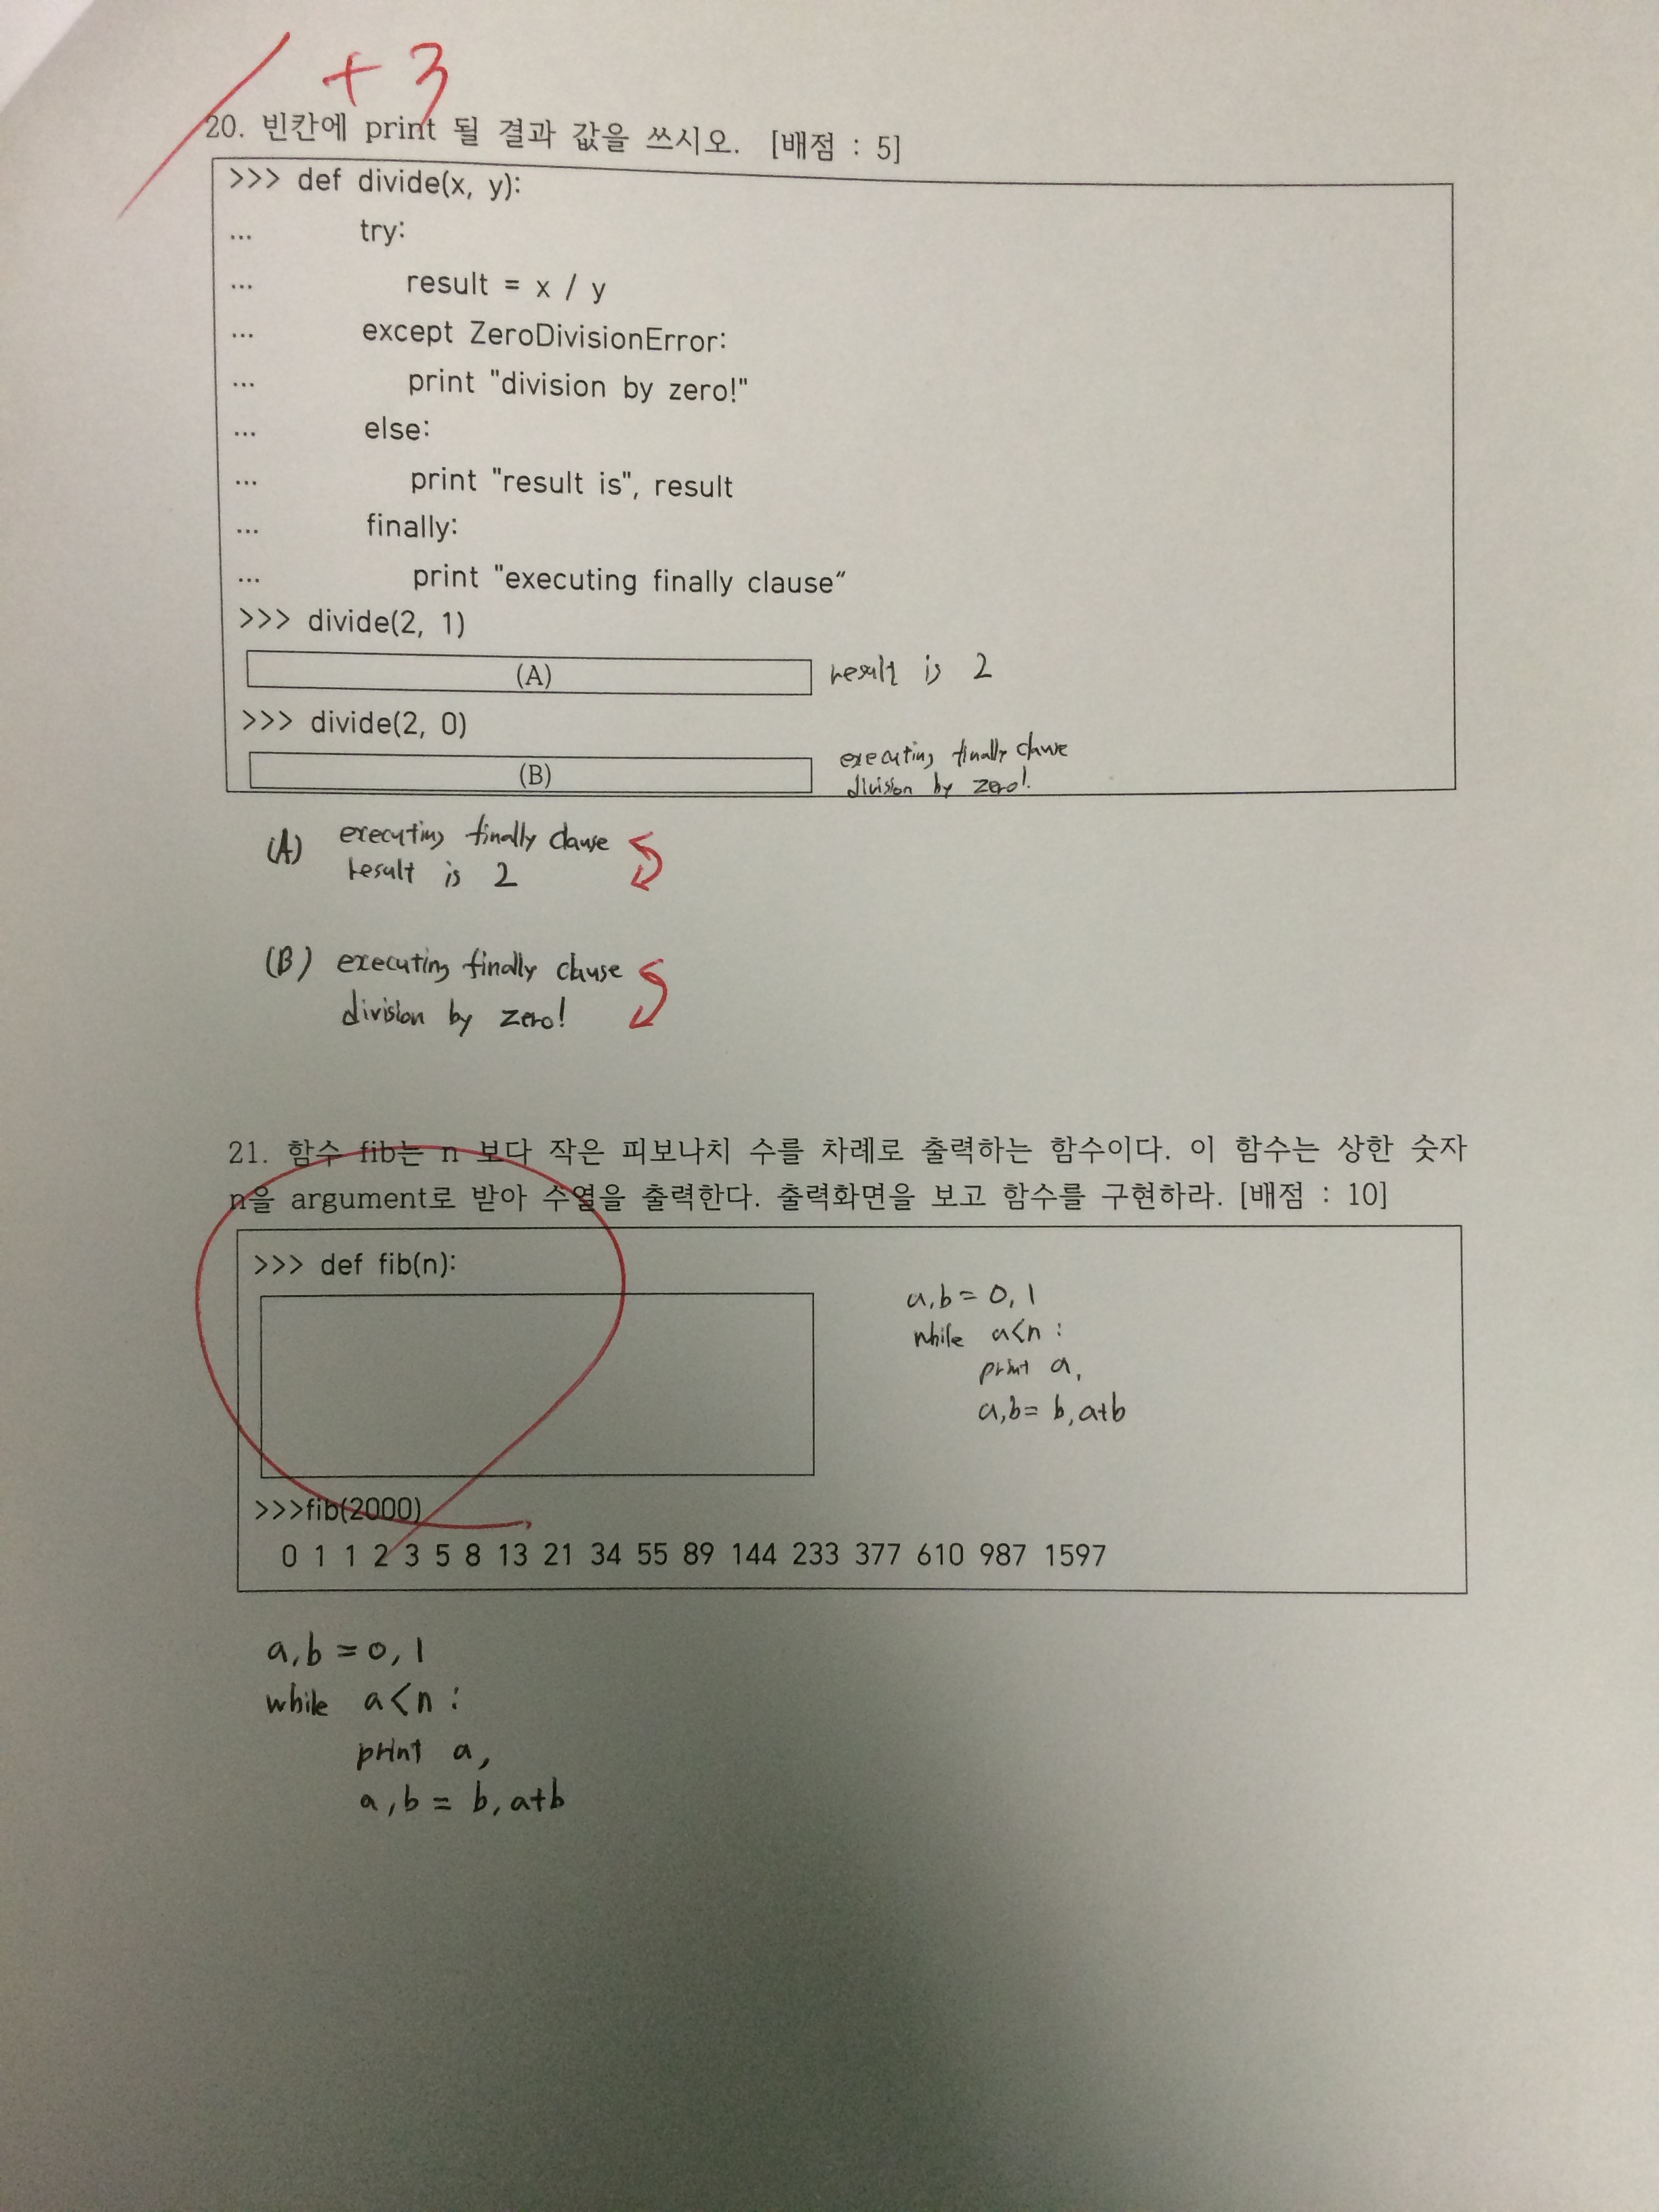 +3
20. 빈칸에 print 될 결과 값을 쓰시오. [배점 : 5]
>>> def divide(x, y):
... try:
... result = x / y
... except ZeroDivisionError:
... print "division by zero!"
... else:
... print "result is", result
... finally:
... print "executing finally clause“
>>> divide(2, 1)
(A) result is 2
>>> divide(2, 0)
executing finally clause
(B)
division by zero!
(A) executing finally clause
result is 2
(B) executing finally clause
division by zero!
21. 함수 fib는 n 보다 작은 피보나치 수를 차례로 출력하는 함수이다. 이 함수는 상한 숫자
n을 argument로 받아 수열을 출력한다. 출력화면을 보고 함수를 구현하라. [배점 : 10]
>>> def fib(n):
a,b = 0, 1
while a<n :
print a,
a,b= b,a+b
>>>fib(2000)
0 1 1 2 3 5 8 13 21 34 55 89 144 233 377 610 987 1597
a,b = 0, 1
while a<n :
print a,
a,b = b, a+b